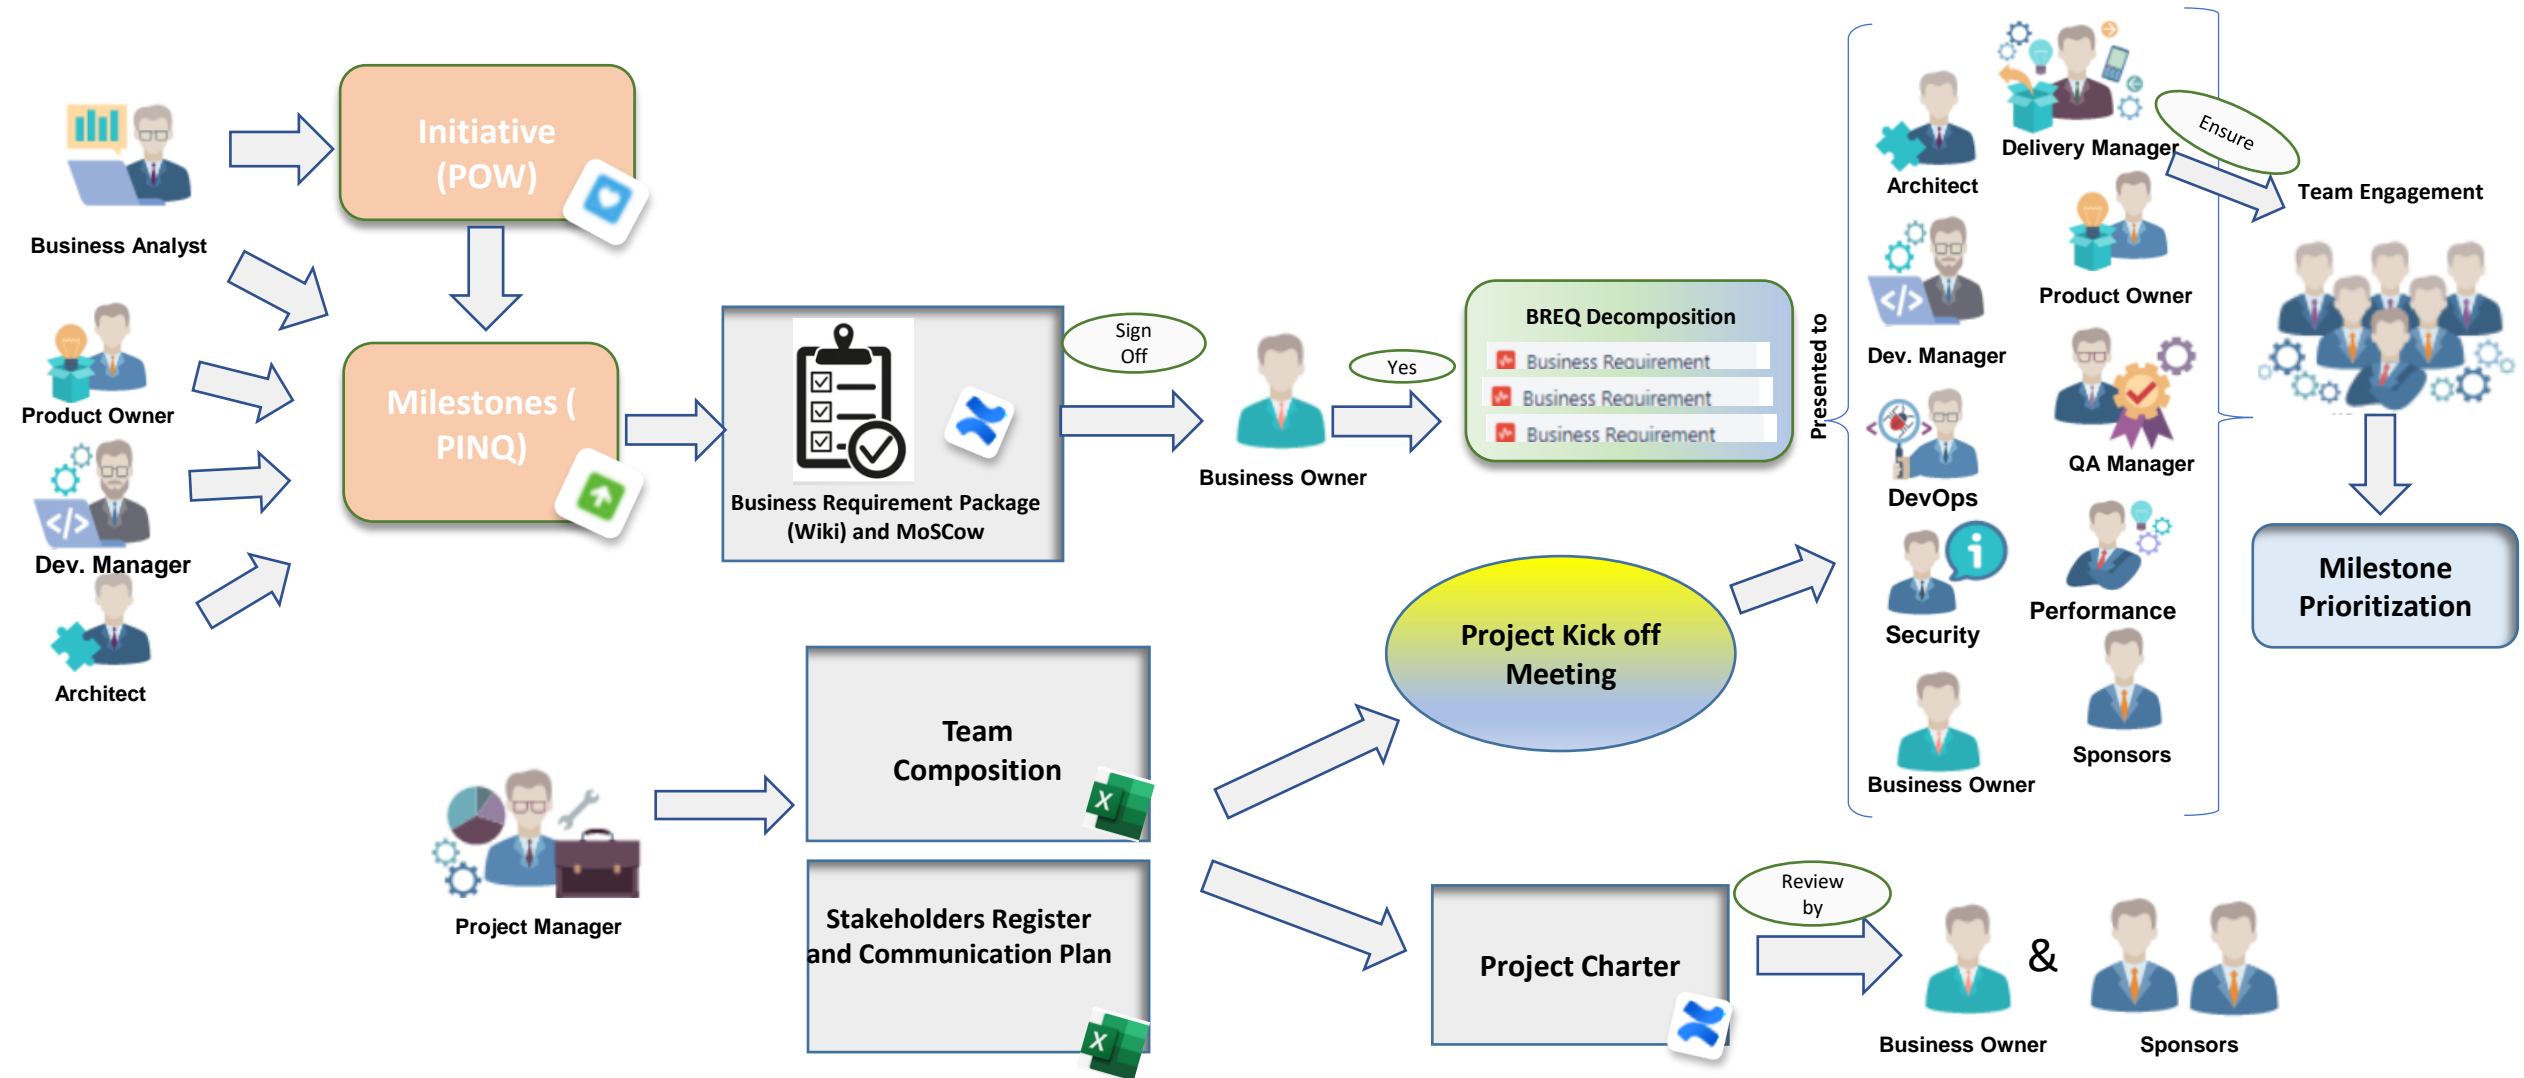 Business Analyst
Initiative
(POW)
Product Owner
Dev. Manager
Architect
Milestones (
PINQ)
Business Requirement Package
(Wiki) and MoSCow
Sign
Off
Business Owner
Yes
BREQ Decomposition
Business Requirement
Business Requirement
Business Requirement
Presented to
Architect
Delivery Manager
Ensure
Team Engagement
Dev. Manager
Product Owner
DevOps
QA Manager
Security
Performance
Business Owner
Sponsors
Milestone
Prioritization
Project Manager
Team
Composition
X
Stakeholders Register
and Communication Plan
X
Project Kick off
Meeting
Project Charter
Review
by
Business Owner
&
Sponsors